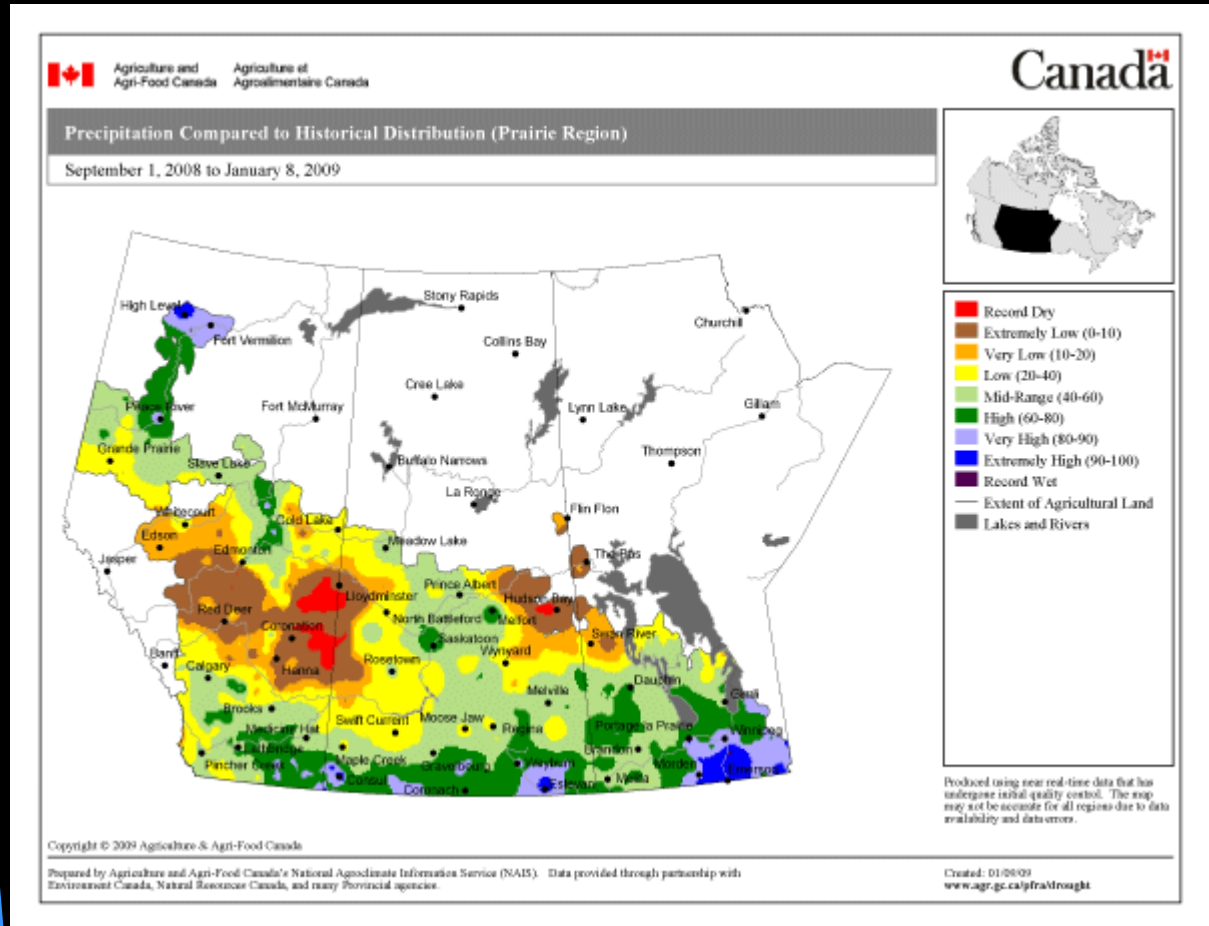 Agriculture and Agriculture et
Agri-Food Canada Agroalimentaire Canada
Canada
Precipitation Compared to Historical Distribution (Prairie Region)
September 1, 2008 to January 8, 2009
High Level
Fort Vermilion
Stony Rapids
Churchill
Collins Bay
Cree Lake
Peace River
Fort McMurray
Lynn Lake
Gillam
Grande Prairie
Slave Lake
Buffalo Narrows
Thompson
La Ronge
Flin Flon
Whitecourt
Cold Lake
Edson
Edmonton
Meadow Lake
Jasper
The Pas
Prince Albert
Lloydminster
Hudson Bay
Red Deer
North Battleford
Melfort
Coronation
Saskatoon
Swan River
Banff
Calgary
Hanna
Rosetown
Wynyard
Dauphin
Melville
Gimli
Brooks
Swift Current
Moose Jaw
Regina
Portage la Prairie
Medicine Hat
Winnipeg
Lethbridge
Brandon
Pincher Creek
Maple Creek
Gravelbourg
Weyburn
Morden
Consul
Coronach
Estevan
Melita
Emerson
Record Dry
Extremely Low (0-10)
Very Low (10-20)
Low (20-40)
Mid-Range (40-60)
High (60-80)
Very High (80-90)
Extremely High (90-100)
Record Wet
Extent of Agricultural Land
Lakes and Rivers
Produced using near real-time data that has
undergone initial quality control. The map
may not be accurate for all regions due to data
availability and data errors.
Copyright © 2009 Agriculture & Agri-Food Canada
Prepared by Agriculture and Agri-Food Canada's National Agroclimate Information Service (NAIS). Data provided through partnership with
Environment Canada, Natural Resources Canada, and many Provincial agencies.
Created: 01/09/09
www.agr.gc.ca/pfra/drought